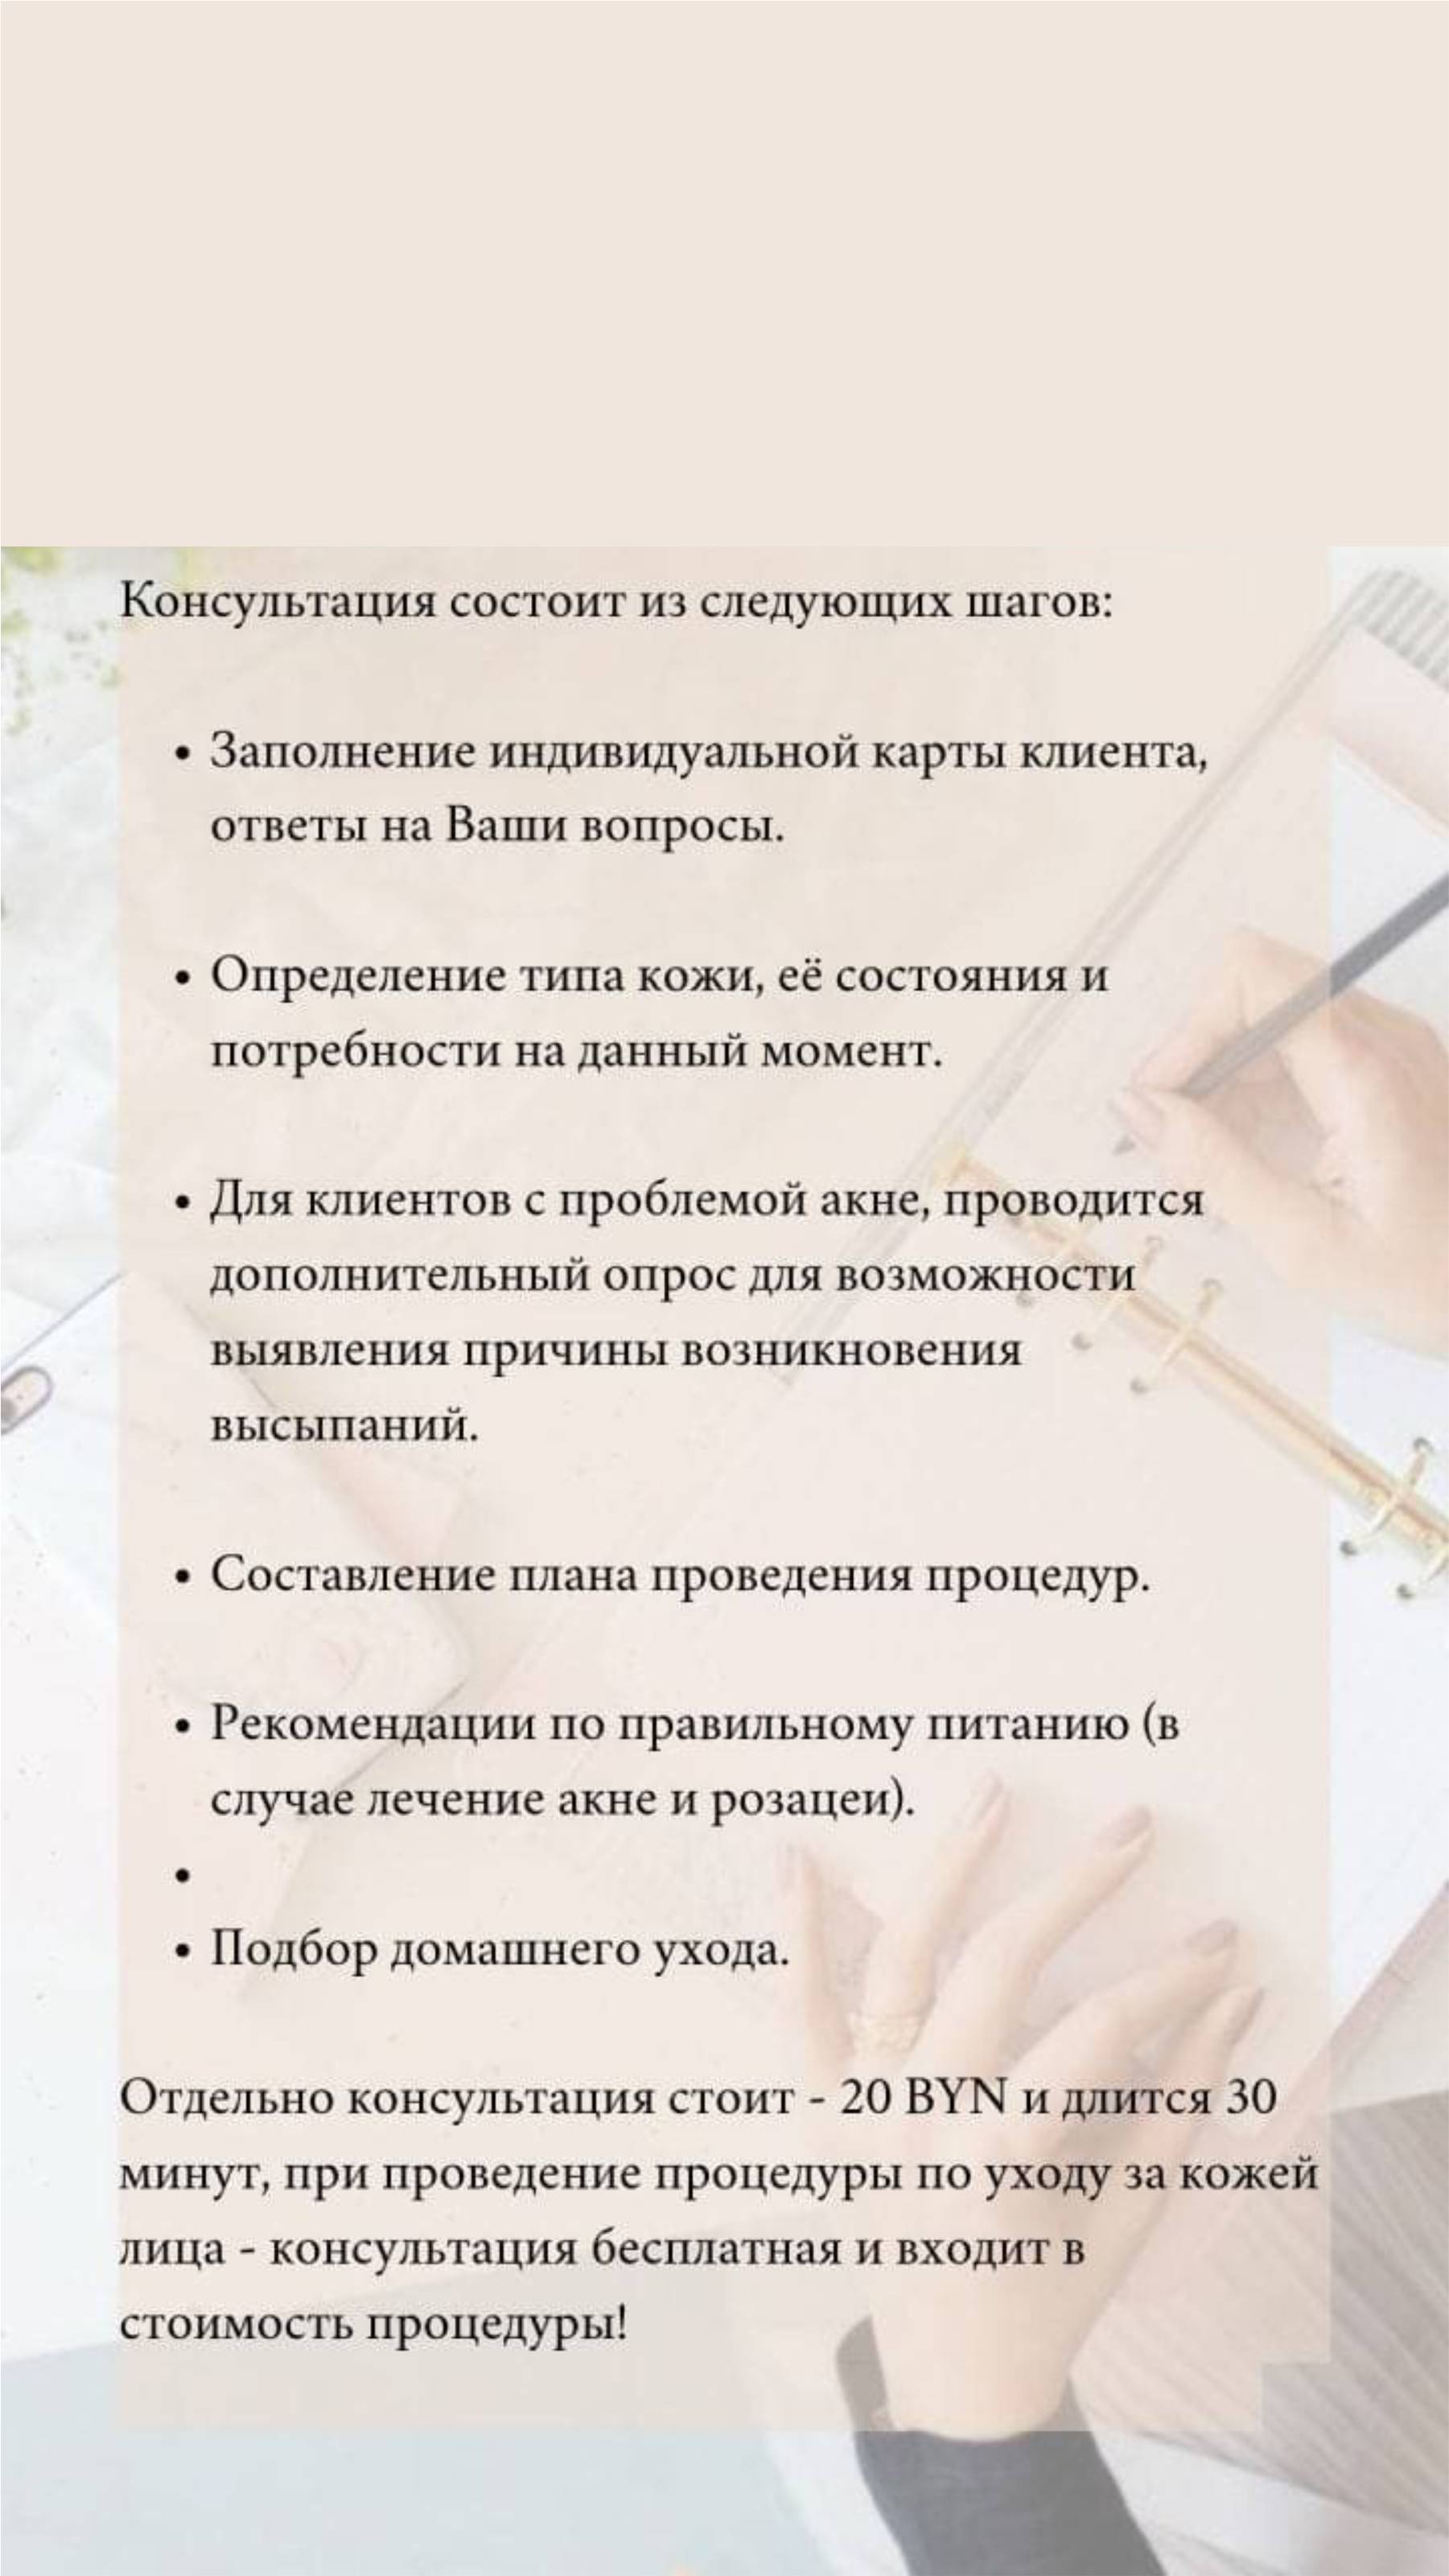 Консультация состоит из следующих шагов:
• Заполнение индивидуальной карты клиента,
ответы на Ваши вопросы.
• Определение типа кожи, её состояния и
потребности на данный момент.
• Для клиентов с проблемой акне, проводится
дополнительный опрос для возможности
выявления причины возникновения
высыпаний.
• Составление плана проведения процедур.
• Рекомендации по правильному питанию (в
случае лечение акне и розацеи).
•
• Подбор домашнего ухода.
Отдельно консультация стоит - 20 BYN и длится 30
минут, при проведение процедуры по уходу за кожей
лица - консультация бесплатная и входит в
стоимость процедуры!